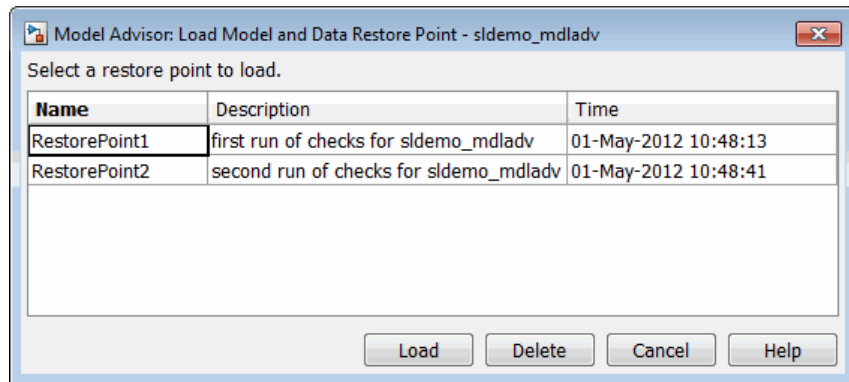 Model Advisor: Load Model and Data Restore Point - sldemo_mdladv
Select a restore point to load.
Name Description Time
RestorePoint1 first run of checks for sldemo_mdladv 01-May-2012 10:48:13
RestorePoint2 second run of checks for sldemo_mdladv 01-May-2012 10:48:41
Load Delete Cancel Help